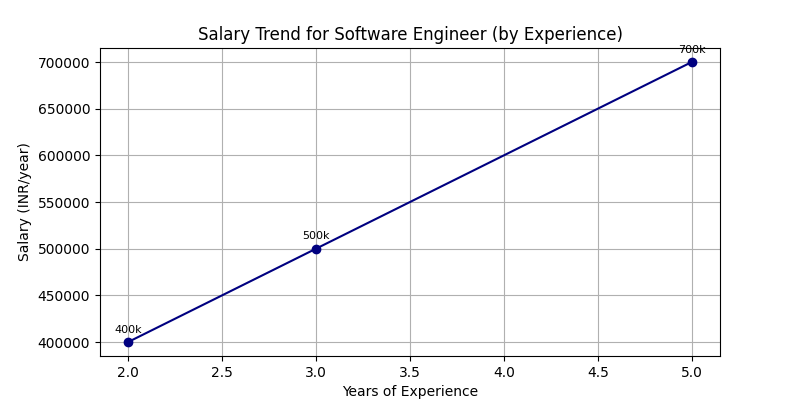 Salary Trend for Software Engineer (by Experience)
700k
700000
650000
600000
550000
500k
500000
450000
400k
400000
Salary (INR/year)
2.0 2.5 3.0 3.5 4.0 4.5 5.0
Years of Experience